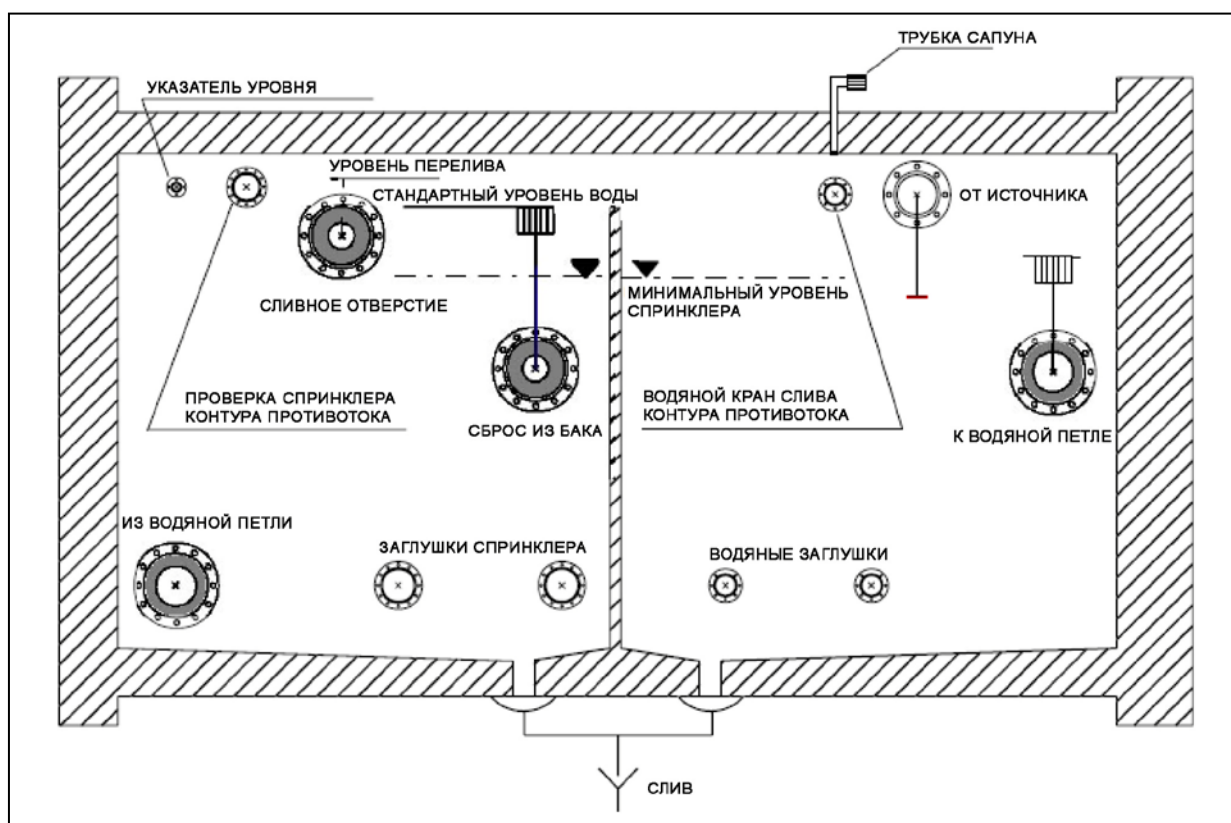 ТРУБКА САПУНА
УКАЗАТЕЛЬ УРОВНЯ
УРОВЕНЬ ПЕРЕЛИВА
СТАНДАРТНЫЙ УРОВЕНЬ ВОДЫ
ОТ ИСТОЧНИКА
СЛИВНОЕ ОТВЕРСТИЕ
МИНИМАЛЬНЫЙ УРОВЕНЬ
СПРИНКЛЕРА
ПРОВЕРКА СПРИНКЛЕРА
КОНТУРА ПРОТИВОТОКА
СБРОС ИЗ БАКА
ВОДЯНОЙ КРАН СЛИВА
КОНТУРА ПРОТИВОТОКА
К ВОДЯНОЙ ПЕТЛЕ
ИЗ ВОДЯНОЙ ПЕТЛИ
ЗАГЛУШКИ СПРИНКЛЕРА
ВОДЯНЫЕ ЗАГЛУШКИ
СЛИВ